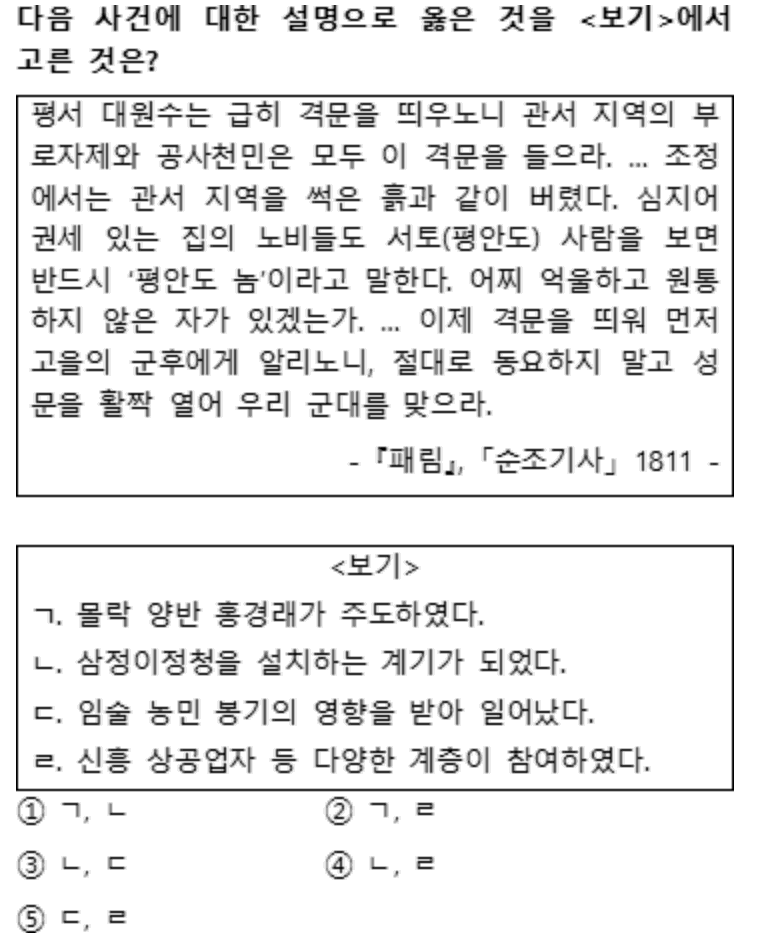 다음 사건에 대한 설명으로 옳은 것을 <보기>에서
고른 것은?
평서 대원수는 급히 격문을 띄우노니 관서 지역의 부
로자제와 공사천민은 모두 이 격문을 들으라. ... 조정
에서는 관서 지역을 썩은 흙과 같이 버렸다. 심지어
권세 있는 집의 노비들도 서토(평안도) 사람을 보면
반드시 '평안도 놈'이라고 말한다. 어찌 억울하고 원통
하지 않은 자가 있겠는가. ... 이제 격문을 띄워 먼저
고을의 군후에게 알리노니, 절대로 동요하지 말고 성
문을 활짝 열어 우리 군대를 맞으라.
- 『패림』, 「순조기사」 1811 -
<보기>
ㄱ. 몰락 양반 홍경래가 주도하였다.
ㄴ. 삼정이정청을 설치하는 계기가 되었다.
ㄷ. 임술 농민 봉기의 영향을 받아 일어났다.
ㄹ. 신흥 상공업자 등 다양한 계층이 참여하였다.
① ㄱ, ㄴ ② ㄱ, ㄹ
③ ㄴ, ㄷ ④ ㄴ, ㄹ
⑤ ㄷ, ㄹ